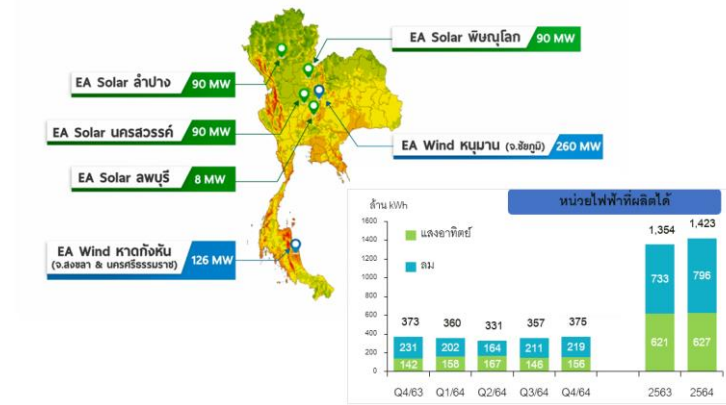 EA Solar พิษณุโลก 90 MW
EA Solar ลำปาง 90 MW
EA Solar นครสวรรค์ 90 MW
EA Wind หนุมาน (จ.ชัยภูมิ) 260 MW
EA Solar ลพบุรี 8 MW
EA Wind หาดกังหัน 126 MW
(จ.สงขลา & นครศรีธรรมราช)
หน่วยไฟฟ้าที่ผลิตได้
ล้าน kWh
1600
1400
1200
1000
800
600
400
200
0
แสงอาทิตย์
ลม
373 360 331 357 375 1,354 1,423
231 202 164 211 219 733 796
142 158 167 146 156 621 627
Q4/63 Q1/64 Q2/64 Q3/64 Q4/64 2563 2564